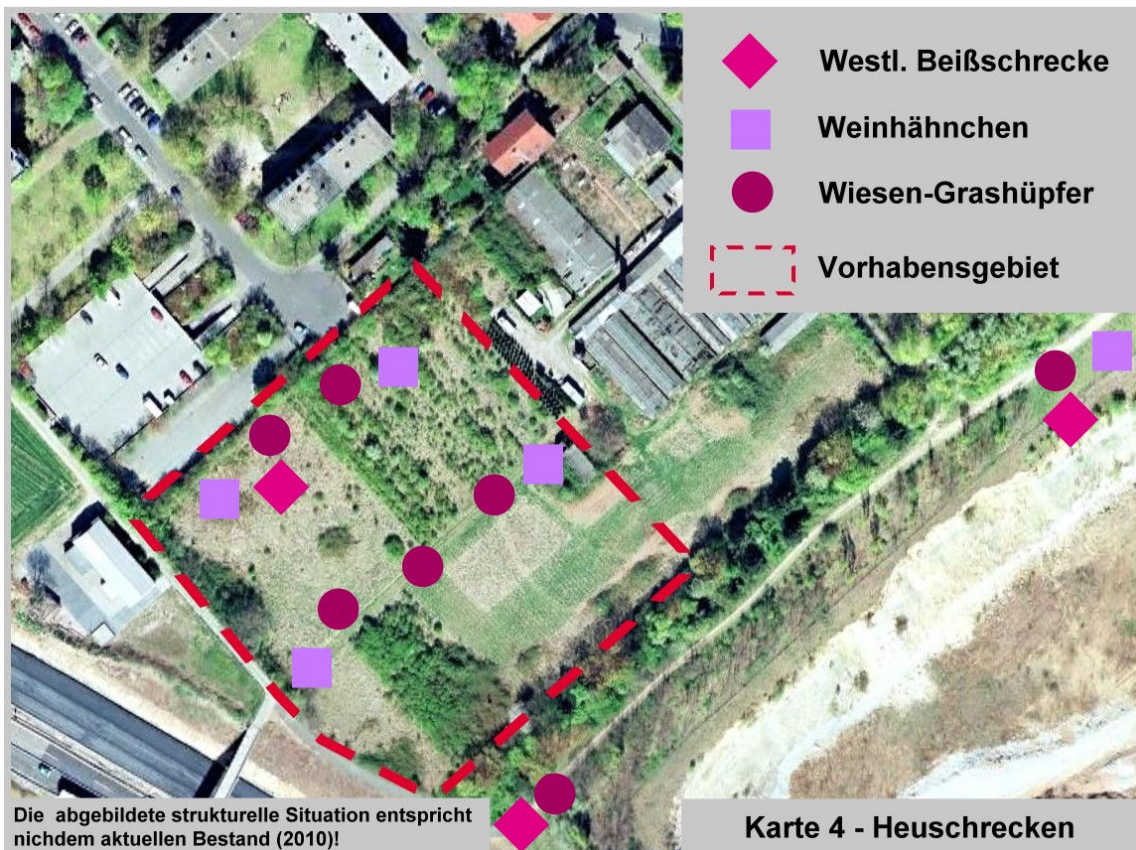 Westl. Beißschrecke
Weinhähnchen
Wiesen-Grashüpfer
Vorhabensgebiet
Die abgebildete strukturelle Situation entspricht
nichdem aktuellen Bestand (2010)!
Karte 4 - Heuschrecken